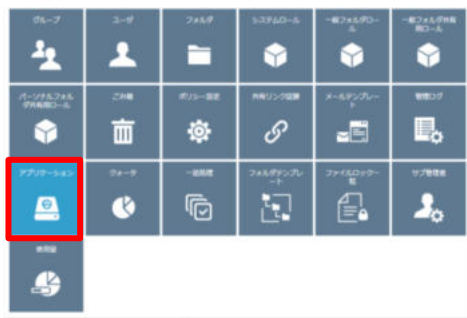 グループ
ユーザ
フォルダ
システムロール
一般フォルダロー
ル
一般フォルダ共有
用ロール
パーソナルフォル
ダ共有用ロール
ごみ箱
ポリシー設定
共有リンク証跡
メールテンプレー
ト
管理ログ
アプリケーション
クォータ
一括処理
フォルダテンプレ
ート
ファイルロック一
覧
サブ管理者
使用量